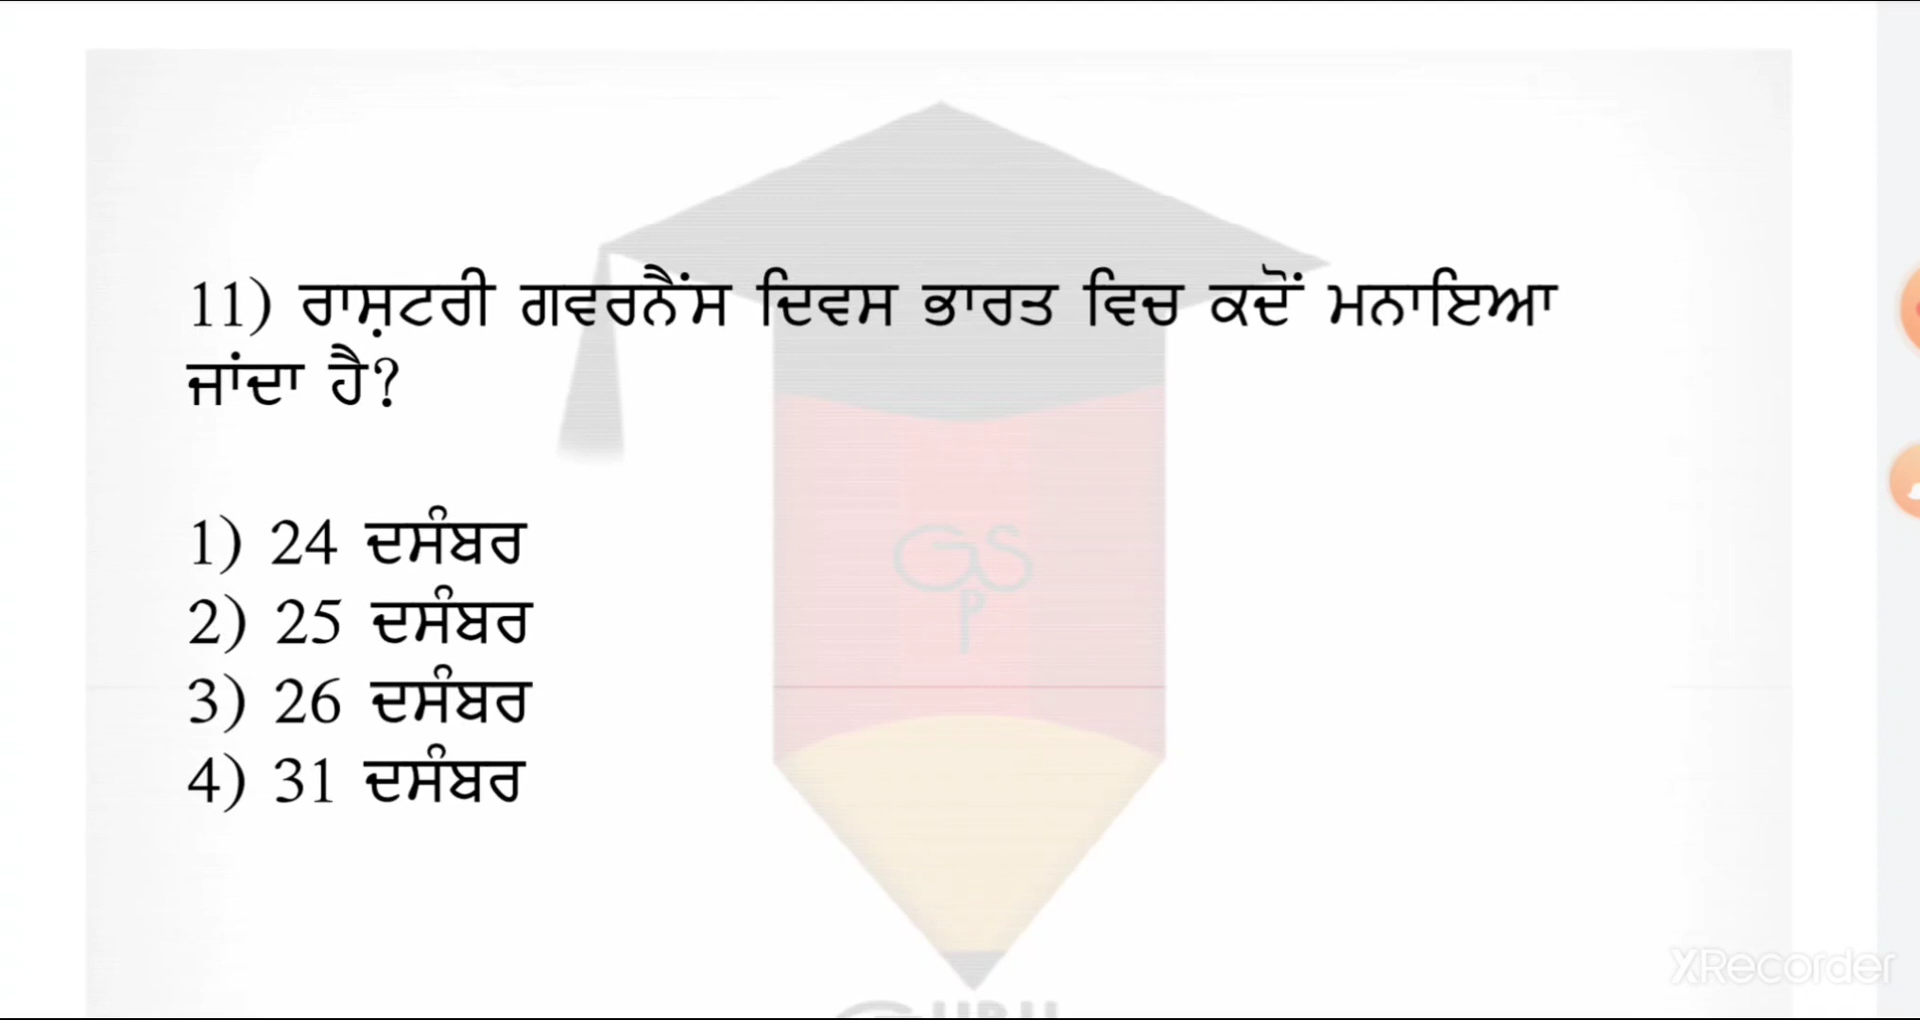 11) ਰਾਸ਼ਟਰੀ ਗਵਰਨੈਂਸ ਦਿਵਸ ਭਾਰਤ ਵਿਚ ਕਦੋਂ ਮਨਾਇਆ
ਜਾਂਦਾ ਹੈ?
1) 24 ਦਸੰਬਰ
2) 25 ਦਸੰਬਰ
3) 26 ਦਸੰਬਰ
4) 31 ਦਸੰਬਰ
GSP
XRecorder